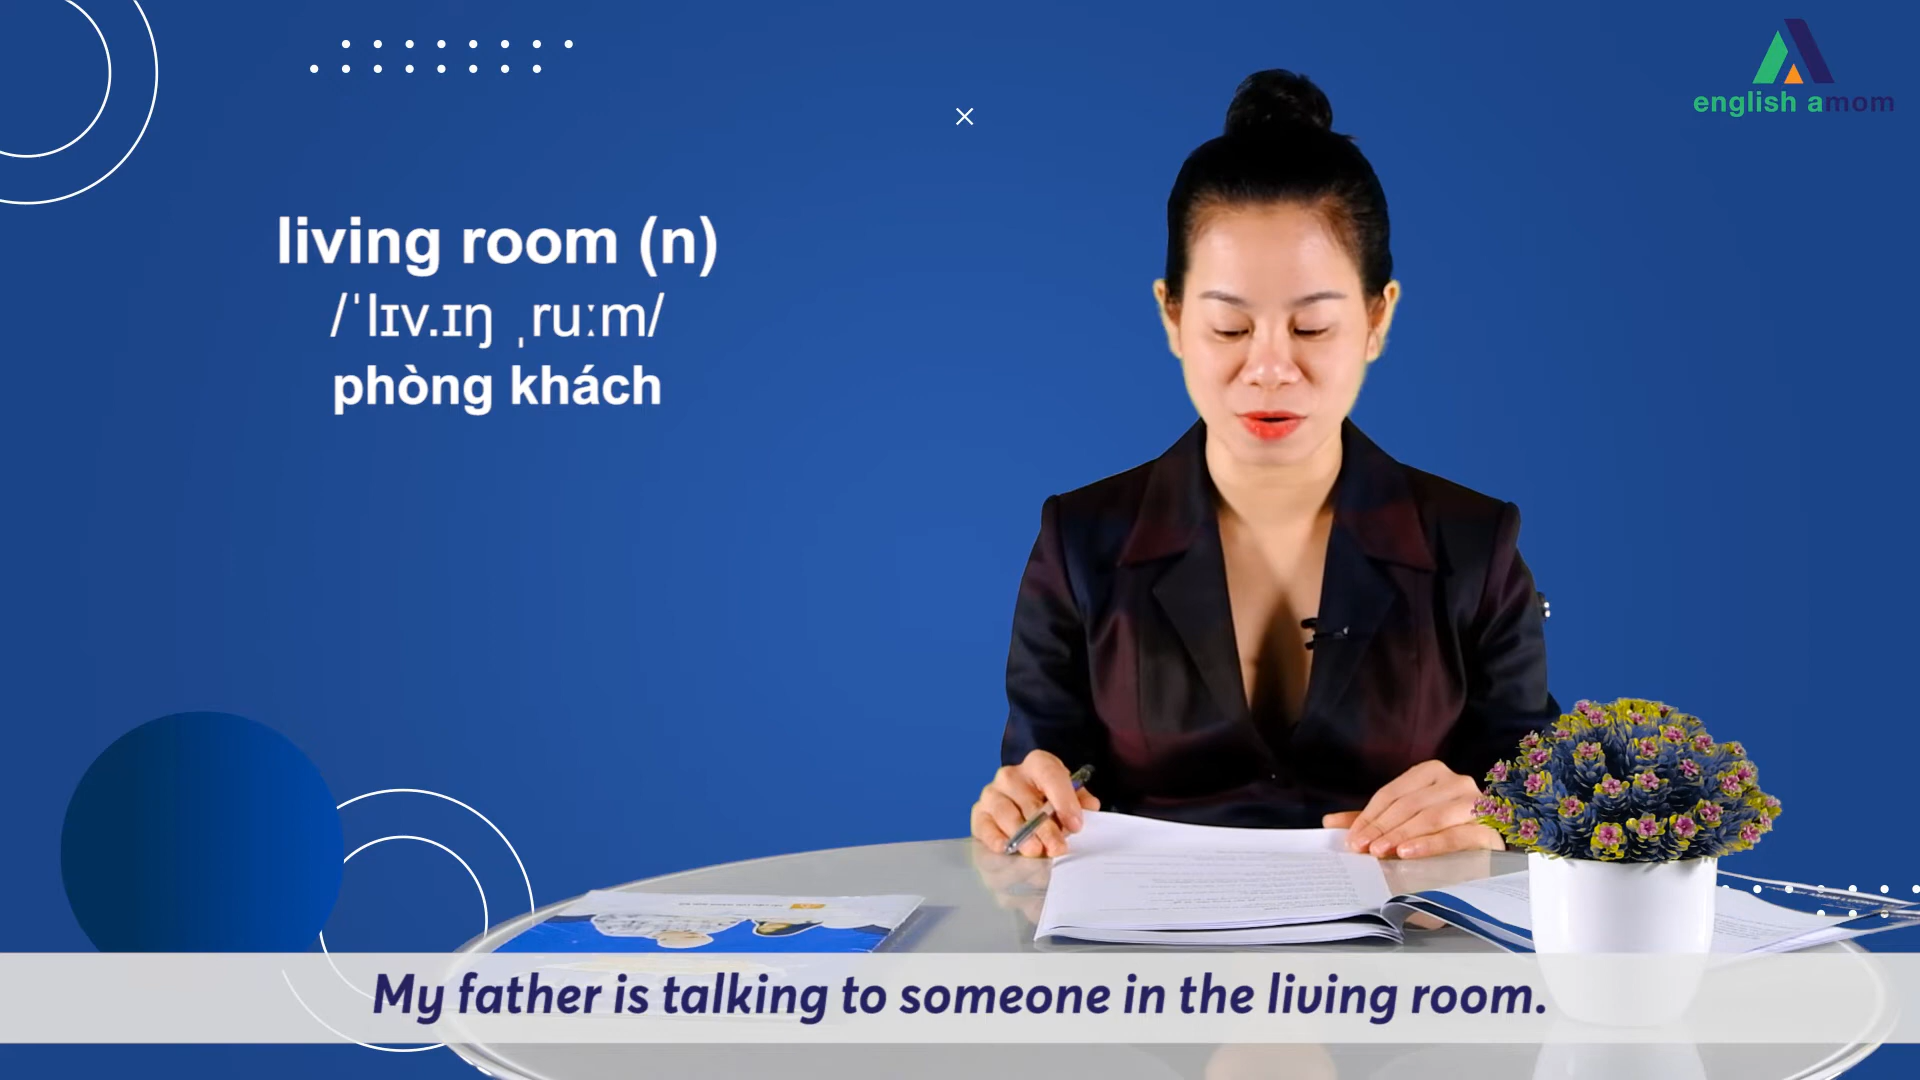 english amom
living room (n)
/ˈlɪv.ɪŋ ˌruːm/
phòng khách
My father is talking to someone in the living room.